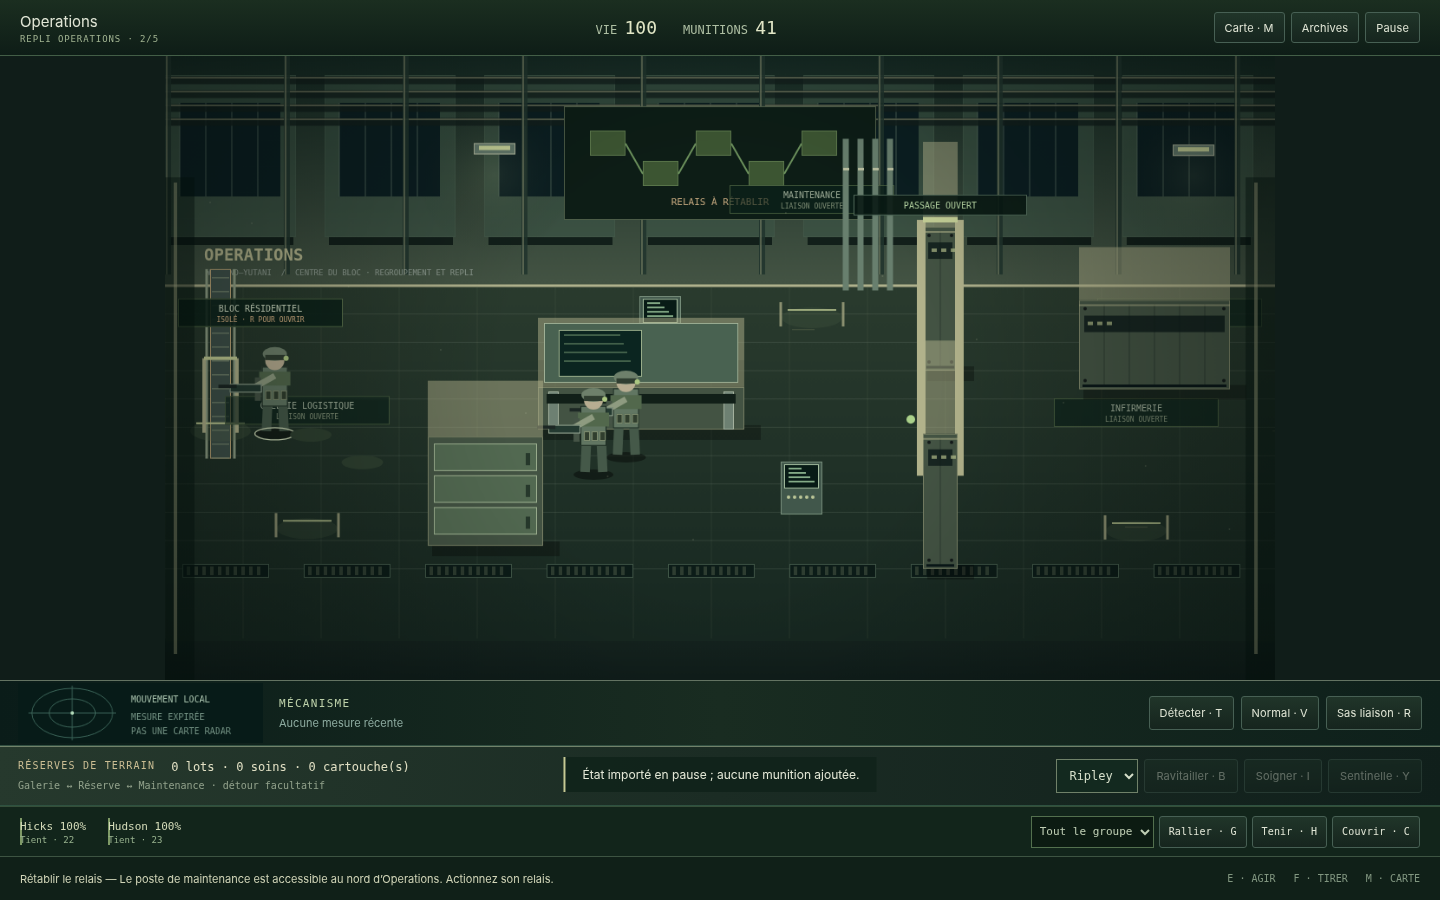 Operations
REPLI OPERATIONS · 2/5
VIE 100 MUNITIONS 41
Carte · M
Archives
Pause
RELAIS À RÉTABLIR
MAINTENANCE
LIAISON OUVERTE
PASSAGE OUVERT
OPERATIONS
-YUTANI / CENTRE DU BLOC · REGROUPEMENT ET REPLI
BLOC RÉSIDENTIEL
ISOLÉ · R POUR OUVRIR
LOGISTIQUE
OUVERTE
INFIRMERIE
LIAISON OUVERTE
MOUVEMENT LOCAL
MESURE EXPIRÉE
PAS UNE CARTE RADAR
MÉCANISME
Aucune mesure récente
Détecter · T
Normal · V
Sas liaison · R
RÉSERVES DE TERRAIN 0 lots · 0 soins · 0 cartouche(s)
Galerie ↔ Réserve ↔ Maintenance · détour facultatif
État importé en pause ; aucune munition ajoutée.
Ripley
Ravitailler · B
Soigner · I
Sentinelle · Y
Hicks 100%
Tient · 22
Hudson 100%
Tient · 23
Tout le groupe
Rallier · G
Tenir · H
Couvrir · C
Rétablir le relais — Le poste de maintenance est accessible au nord d'Operations. Actionnez son relais.
E · AGIR F · TIRER M · CARTE